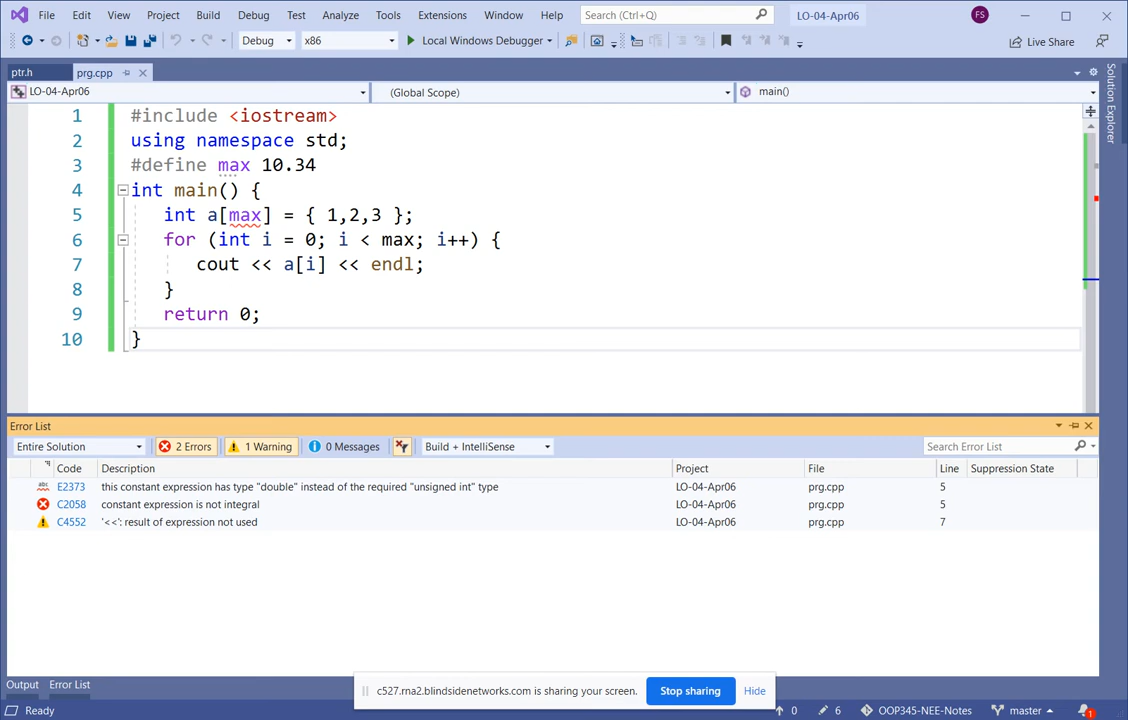 File Edit View Project Build Debug Test Analyze Tools Extensions Window Help Search (Ctrl+Q) LO-04-Apr06 FS
Debug x86 Local Windows Debugger Live Share
ptr.h prg.cpp
LO-04-Apr06 (Global Scope) main()
Solution Explorer
1 #include <iostream>
2 using namespace std;
3 #define max 10.34
4 int main() {
5 int a[max] = { 1,2,3 };
6 for (int i = 0; i < max; i++) {
7 cout << a[i] << endl;
8 }
9 return 0;
10 }
Error List
Entire Solution 2 Errors 1 Warning 0 Messages Build + IntelliSense Search Error List
Code Description Project File Line Suppression State
abc E2373 this constant expression has type "double" instead of the required "unsigned int" type LO-04-Apr06 prg.cpp 5
C2058 constant expression is not integral LO-04-Apr06 prg.cpp 5
C4552 '<<': result of expression not used LO-04-Apr06 prg.cpp 7
Output Error List
c527.rna2.blindsidenetworks.com is sharing your screen. Stop sharing Hide
Ready 0 6 OOP345-NEE-Notes master 1